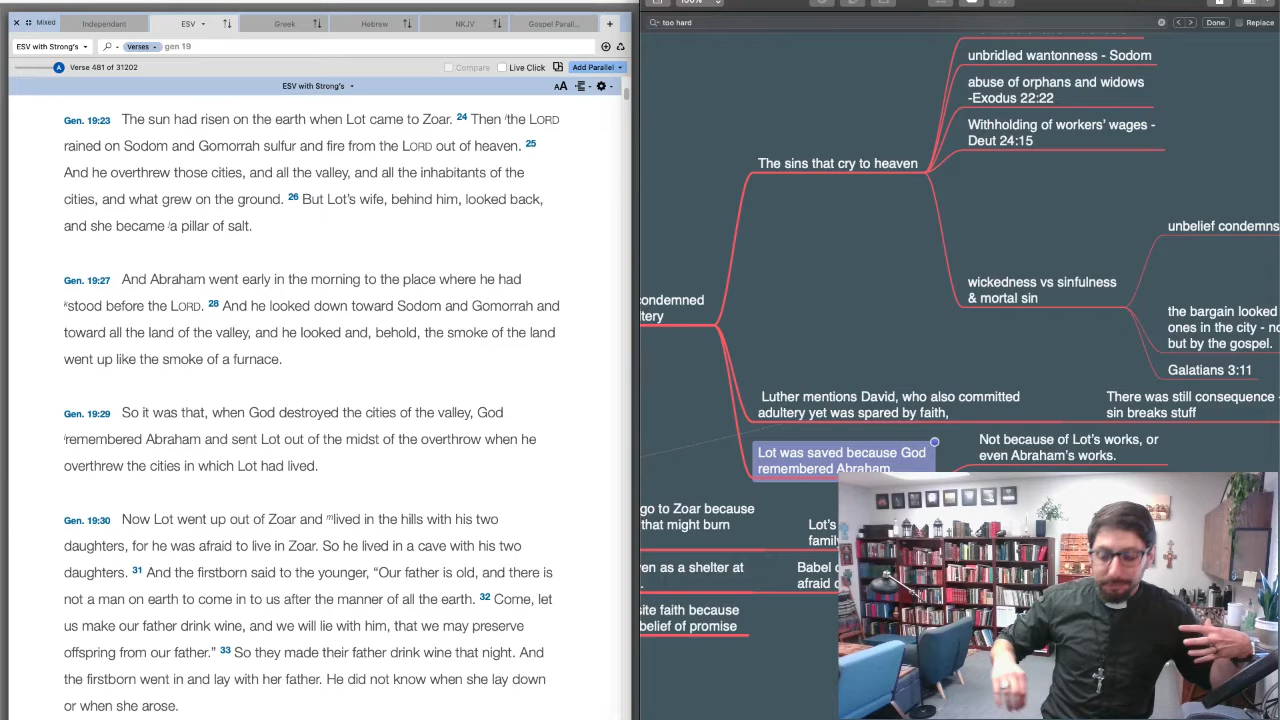 Mixed
Independent
ESV
Greek
Hebrew
NKJV
Gospel Parall...
+
ESV with Strong's
Verses
gen 19
Verse 481 of 31202
Compare
Live Click
Add Parallel
ESV with Strong's
AA
Gen. 19:23 The sun had risen on the earth when Lot came to Zoar. 24 Then the LORD
rained on Sodom and Gomorrah sulfur and fire from the LORD out of heaven. 25
And he overthrew those cities, and all the valley, and all the inhabitants of the
cities, and what grew on the ground. 26 But Lot's wife, behind him, looked back,
and she became a pillar of salt.
Gen. 19:27 And Abraham went early in the morning to the place where he had
kstood before the LORD. 28 And he looked down toward Sodom and Gomorrah and
toward all the land of the valley, and he looked and, behold, the smoke of the land
went up like the smoke of a furnace.
Gen. 19:29 So it was that, when God destroyed the cities of the valley, God
remembered Abraham and sent Lot out of the midst of the overthrow when he
overthrew the cities in which Lot had lived.
Gen. 19:30 Now Lot went up out of Zoar and mlived in the hills with his two
daughters, for he was afraid to live in Zoar. So he lived in a cave with his two
daughters. 31 And the firstborn said to the younger, “Our father is old, and there is
not a man on earth to come in to us after the manner of all the earth. 32 Come, let
us make our father drink wine, and we will lie with him, that we may preserve
offspring from our father.” 33 So they made their father drink wine that night. And
the firstborn went in and lay with her father. He did not know when she lay down
or when she arose.
100%
too hard
Done
Replace
unbridled wantonness - Sodom
abuse of orphans and widows
-Exodus 22:22
Withholding of workers' wages -
Deut 24:15
The sins that cry to heaven
unbelief condemns
wickedness vs sinfulness
& mortal sin
the bargain looked
ones in the city - no
but by the gospel.
Galatians 3:11
condemned
tery
Luther mentions David, who also committed
adultery yet was spared by faith,
There was still consequence -
sin breaks stuff
Lot was saved because God
remembered Abraham.
Not because of Lot's works, or
even Abraham's works.
go to Zoar because
that might burn
Lot's
family
en as a shelter at
Babel
afraid
site faith because
belief of promise